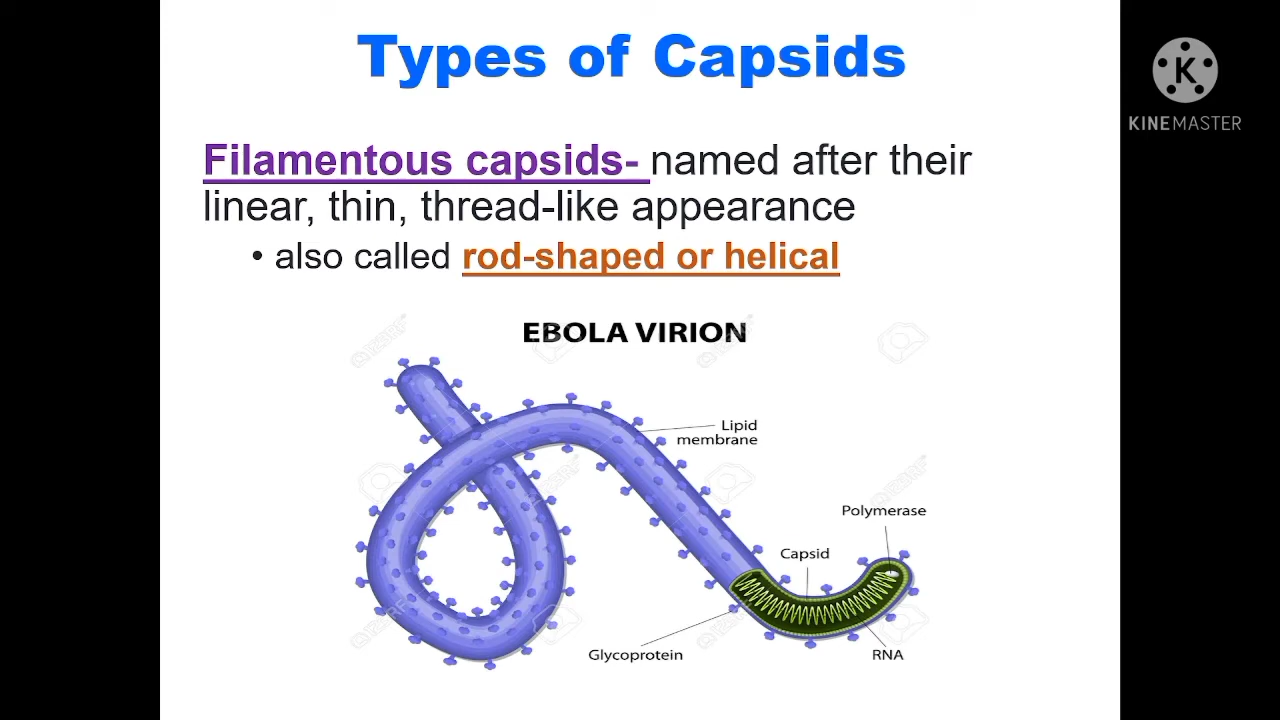 Types of Capsids
K
KINEMASTER
Filamentous capsids- named after their
linear, thin, thread-like appearance
• also called rod-shaped or helical
EBOLA VIRION
Lipid
membrane
Polymerase
Capsid
Glycoprotein
RNA